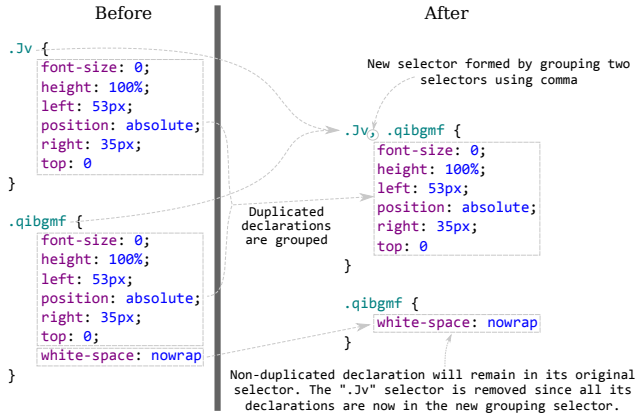 Before
After
.Jv {
font-size: 0;
height: 100%;
left: 53px;
position: absolute;
right: 35px;
top: 0
}
.qibgmf {
font-size: 0;
height: 100%;
left: 53px;
position: absolute;
right: 35px;
top: 0;
white-space: nowrap
}
Duplicated
declarations
are grouped
New selector formed by grouping two
selectors using comma
.Jv, .qibgmf {
font-size: 0;
height: 100%;
left: 53px;
position: absolute;
right: 35px;
top: 0
}
.qibgmf {
white-space: nowrap
}
Non-duplicated declaration will remain in its original
selector. The ".Jv" selector is removed since all its
declarations are now in the new grouping selector.